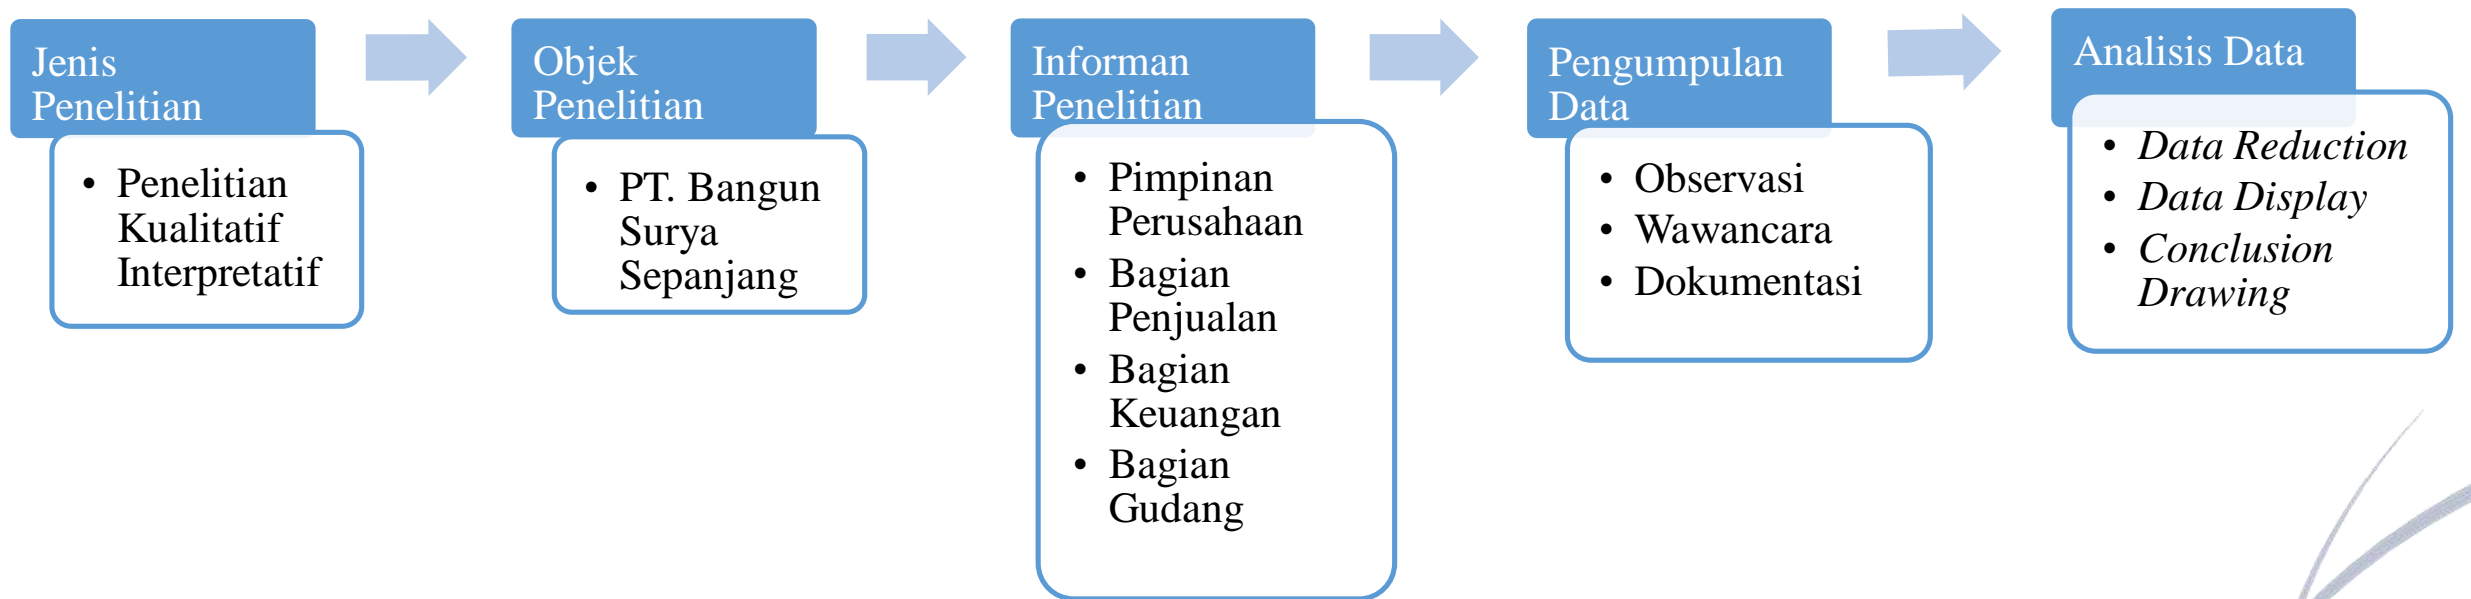 Jenis
Penelitian
• Penelitian
Kualitatif
Interpretatif
Objek
Penelitian
• PT. Bangun
Surya
Sepanjang
Informan
Penelitian
• Pimpinan
Perusahaan
• Bagian
Penjualan
• Bagian
Keuangan
• Bagian
Gudang
Pengumpulan
Data
• Observasi
• Wawancara
• Dokumentasi
Analisis Data
• Data Reduction
• Data Display
• Conclusion
Drawing